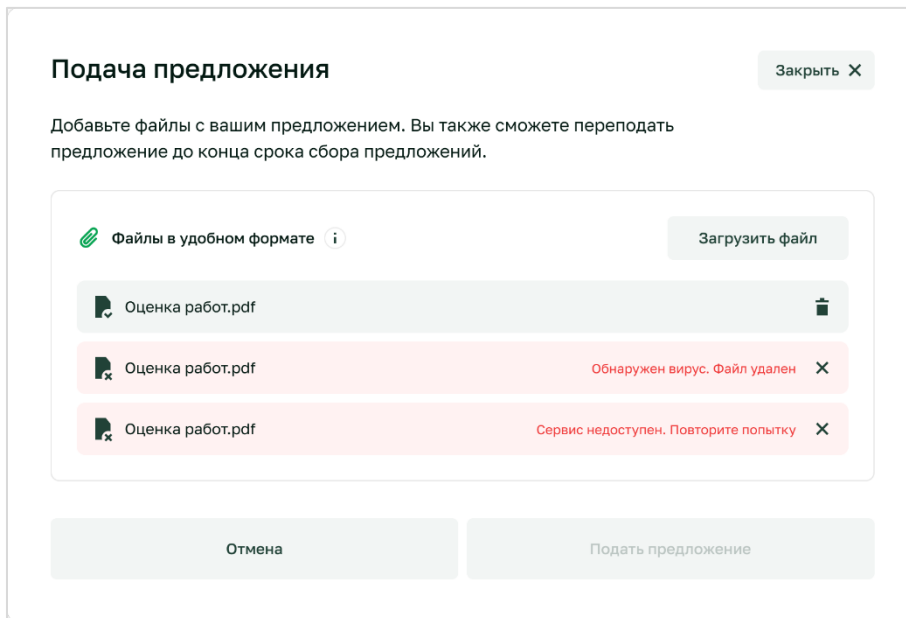 Подача предложения
Закрыть
Добавьте файлы с вашим предложением. Вы также сможете переподать
предложение до конца срока сбора предложений.
Файлы в удобном формате i
Загрузить файл
Оценка работ.pdf
Оценка работ.pdf Обнаружен вирус. Файл удален
Оценка работ.pdf Сервис недоступен. Повторите попытку
Отмена
Подать предложение